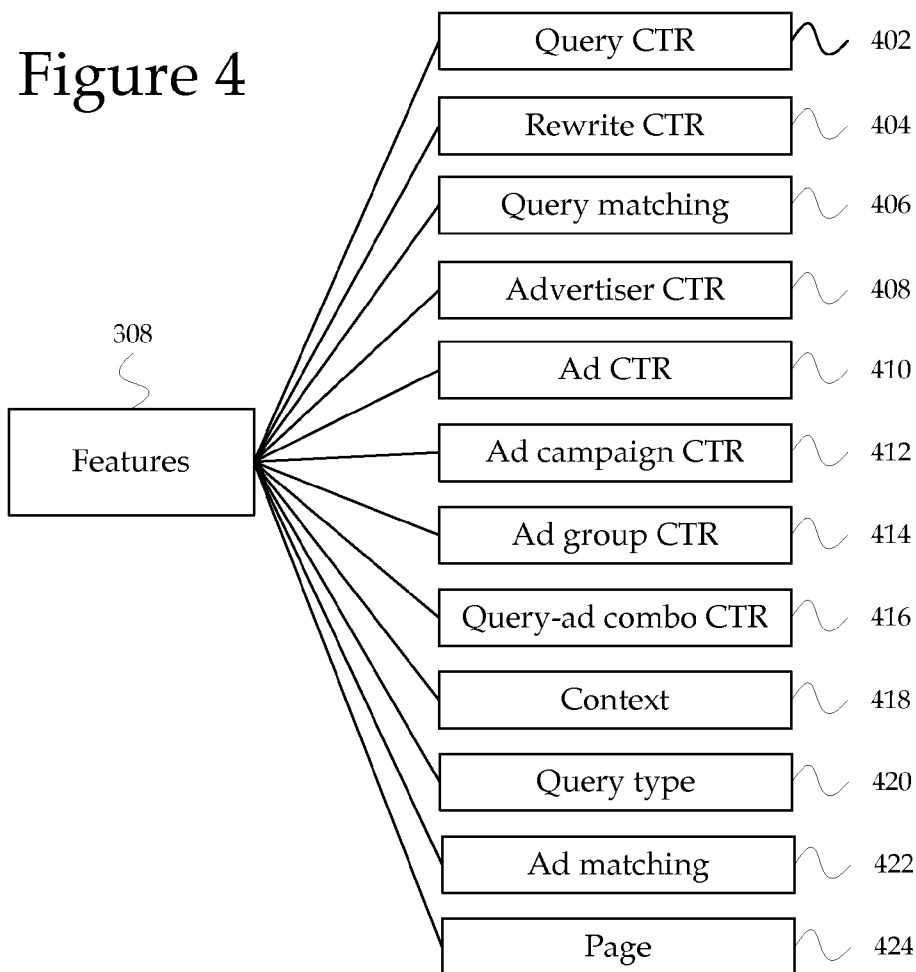 Figure 4
Query CTR 402
Rewrite CTR 404
Query matching 406
Advertiser CTR 408
308
Ad CTR 410
Features
Ad campaign CTR 412
Ad group CTR 414
Query-ad combo CTR 416
Context 418
Query type 420
Ad matching 422
Page 424